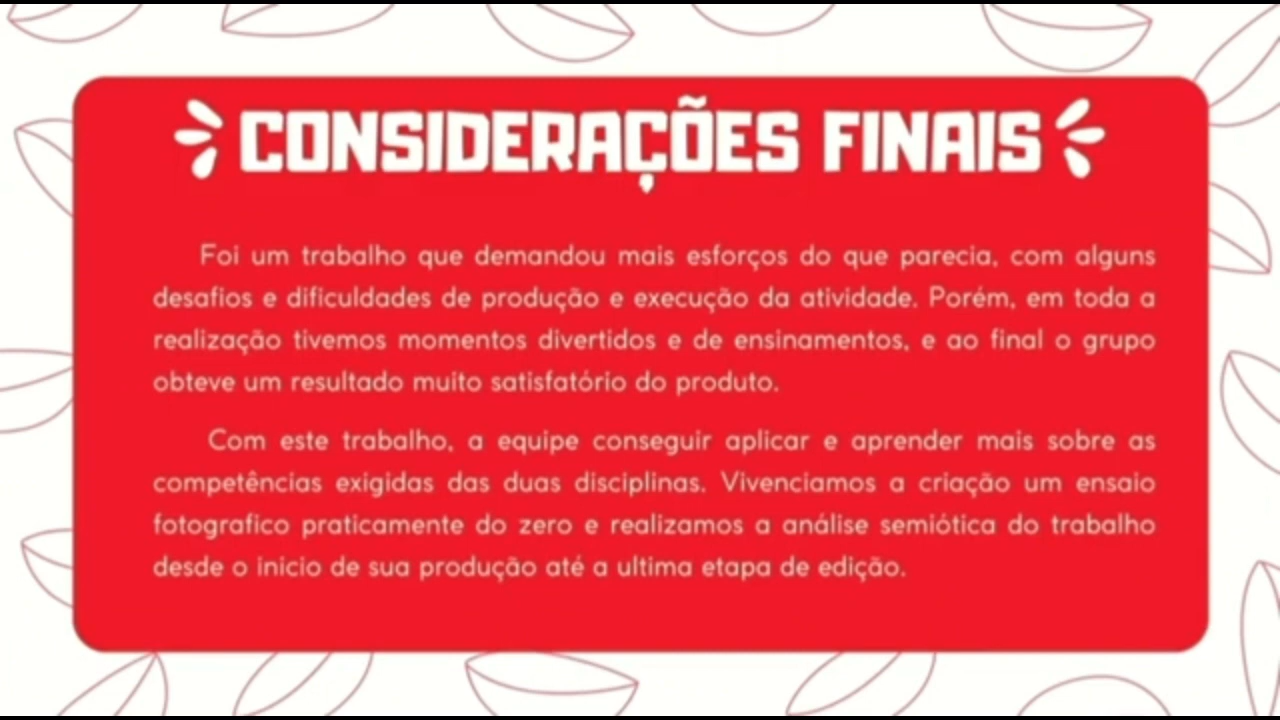 CONSIDERAÇÕES FINAIS
Foi um trabalho que demandou mais esforços do que parecia, com alguns
desafios e dificuldades de produção e execução da atividade. Porém, em toda a
realização tivemos momentos divertidos e de ensinamentos, e ao final o grupo
obteve um resultado muito satisfatório do produto.
Com este trabalho, a equipe conseguir aplicar e aprender mais sobre as
competências exigidas das duas disciplinas. Vivenciamos a criação um ensaio
fotografico praticamente do zero e realizamos a análise semiótica do trabalho
desde o inicio de sua produção até a ultima etapa de edição.